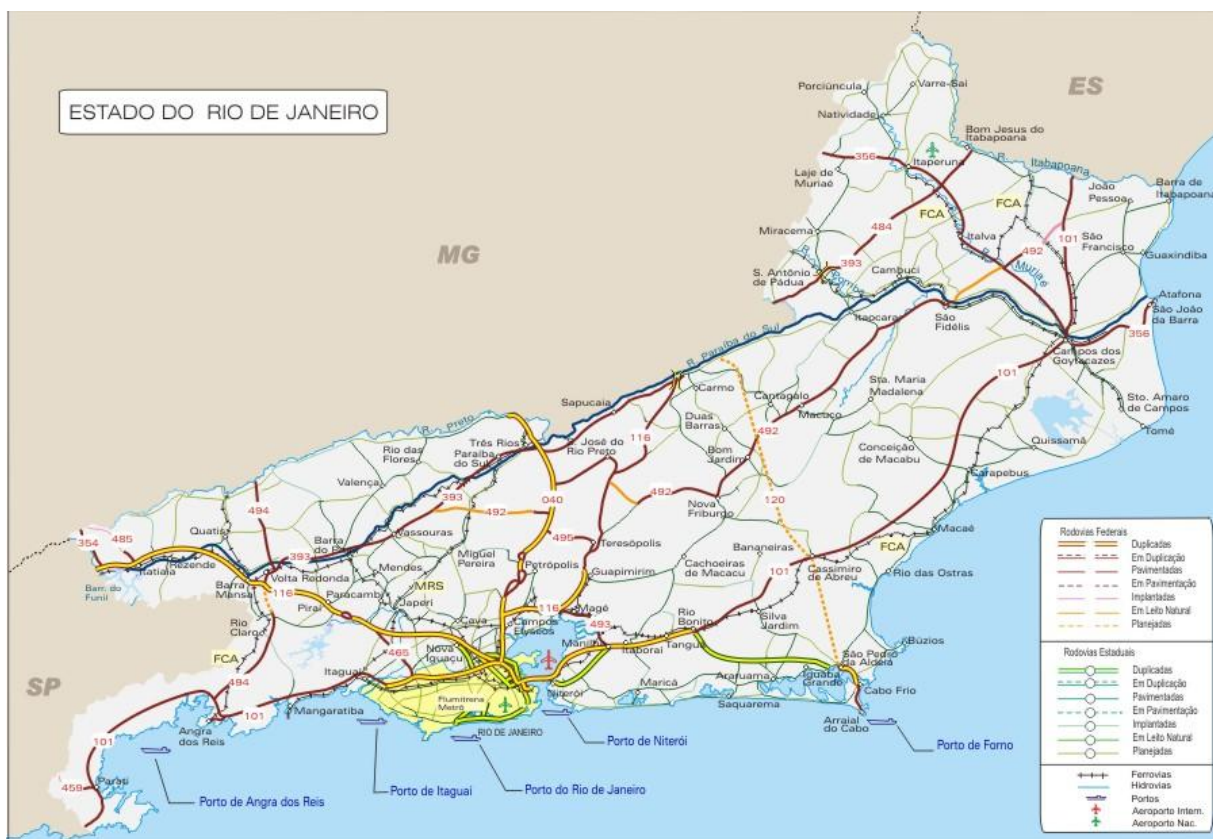 ESTADO DO RIO DE JANEIRO
ES
MG
SP
Porciúncula
Varre-Sai
Natividade
Bom Jesus do
Itabapoana
R. Itabapoana
356
Itaperuna
Laje de
Muriaé
João
Pessoa
Barra de
Itabapoana
FCA
FCA
Miracema
484
Italva
492
101
São
Francisco
Guaxindiba
R. Muriaé
393
S. Antônio
de Pádua
R. Pomba
Cambuci
Atafona
São João
da Barra
356
Itaocara
São
Fidélis
Campos dos
Goytacazes
R. Paraíba do Sul
101
Carmo
Cantagalo
Macuco
Sta. Maria
Madalena
Sto. Amaro
de Campos
Tomé
Sapucaia
Duas
Barras
492
Conceição
de Macabu
Quissamã
R. Preto
Três Rios
Paraíba
do Sul
S. José do
Rio Preto
116
Bom
Jardim
Carapebus
Rio das
Flores
Valença
393
040
492
120
Nova
Friburgo
494
492
Quatis
Vassouras
495
Teresópolis
Macaé
354
485
393
Barra
do
Miguel
Pereira
Bananeiras
FCA
Itatiaia
Rezende
Volta Redonda
Mendes
Petrópolis
Guapimirim
Cachoeiras
de Macacu
101
Cassimiro
de Abreu
Rio das Ostras
Barr. do
Funil
Barra
Mansa
116
Piraí
Paracambi
MRS
Japeri
116
Magé
Rio
Bonito
Silva
Jardim
Rio
Claro
Cava
Campos
Elyseos
493
Manilha
Itaboraí
Tanguá
Búzios
FCA
465
Nova
Iguaçu
São Pedro
da Aldeia
Itaguaí
Araruama
Iguaba
Grande
Cabo Frio
494
Flumitrena
Metrô
Niterói
Maricá
Saquarema
101
Mangaratiba
Angra
dos Reis
RIO DE JANEIRO
Arraial
do Cabo
101
Porto de Niterói
Porto de Forno
459
Parati
Porto de Angra dos Reis
Porto de Itaguaí
Porto do Rio de Janeiro
Rodovias Federais
Duplicadas
Em Duplicação
Pavimentadas
Em Pavimentação
Implantadas
Em Leito Natural
Planejadas
Rodovias Estaduais
Duplicadas
Em Duplicação
Pavimentadas
Em Pavimentação
Implantadas
Em Leito Natural
Planejadas
Ferrovias
Hidrovias
Portos
Aeroporto Intern.
Aeroporto Nac.